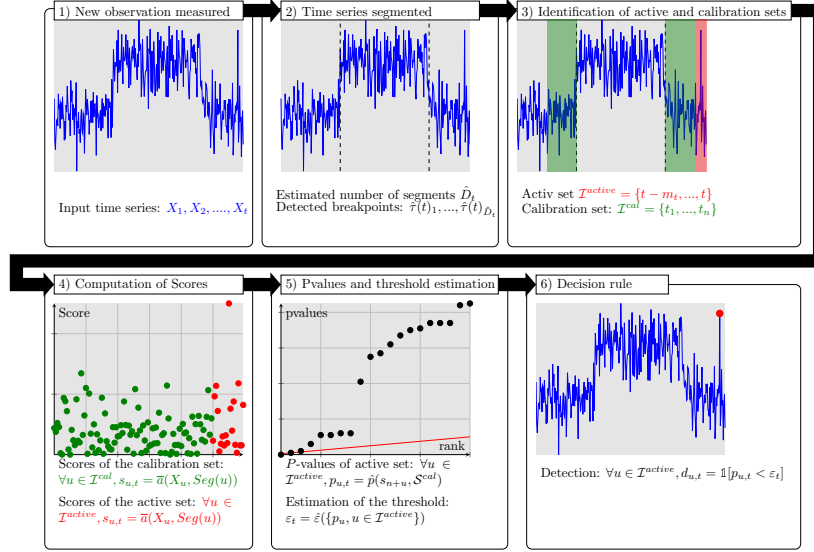 1) New observation measured
Input time series: X_1, X_2, ...., X_t
2) Time series segmented
Estimated number of segments D̂_t
Detected breakpoints: τ̂(t)_1, ..., τ̂(t)_{D̂_t}
3) Identification of active and calibration sets
Activ set I^{active} = {t − m_t, ..., t}
Calibration set: I^{cal} = {t_1, ..., t_n}
4) Computation of Scores
Score
Scores of the calibration set:
∀u ∈ I^{cal}, s_{u,t} = a̅(X_u, Seg(u))
Scores of the active set: ∀u ∈
I^{active}, s_{u,t} = a̅(X_u, Seg(u))
5) Pvalues and threshold estimation
pvalues
rank
P-values of active set: ∀u ∈
I^{active}, p_{u,t} = p̂(s_{n+u}, S^{cal})
Estimation of the threshold:
ε_t = ε̂({p_u, u ∈ I^{active}})
6) Decision rule
Detection: ∀u ∈ I^{active}, d_{u,t} = 𝟙[p_{u,t} < ε_t]